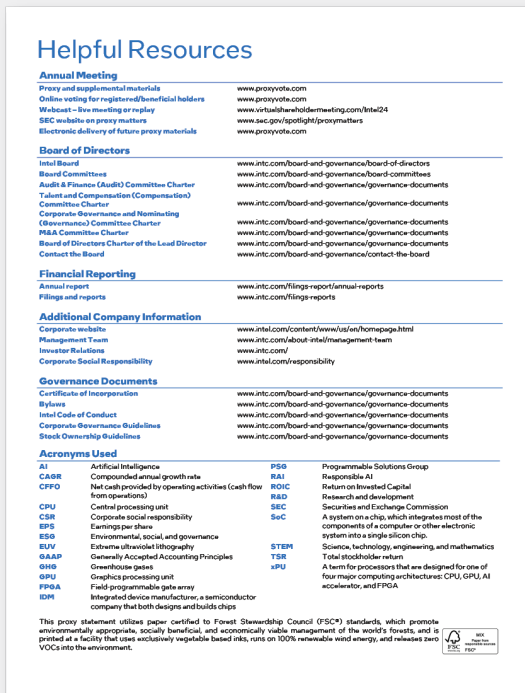 Helpful Resources
Annual Meeting
Proxy and supplemental materials www.proxyvote.com
Online voting for registered/beneficial holders www.proxyvote.com
Webcast – live meeting or replay www.virtualshareholdermeeting.com/Intel24
SEC website on proxy matters www.sec.gov/spotlight/proxymatters
Electronic delivery of future proxy materials www.proxyvote.com
Board of Directors
Intel Board www.intc.com/board-and-governance/board-of-directors
Board Committees www.intc.com/board-and-governance/board-committees
Audit & Finance (Audit) Committee Charter www.intc.com/board-and-governance/governance-documents
Talent and Compensation (Compensation)
Committee Charter www.intc.com/board-and-governance/governance-documents
Corporate Governance and Nominating
(Governance) Committee Charter www.intc.com/board-and-governance/governance-documents
M&A Committee Charter www.intc.com/board-and-governance/governance-documents
Board of Directors Charter of the Lead Director www.intc.com/board-and-governance/governance-documents
Contact the Board www.intc.com/board-and-governance/contact-the-board
Financial Reporting
Annual report www.intc.com/filings-report/annual-reports
Filings and reports www.intc.com/filings-reports
Additional Company Information
Corporate website www.intel.com/content/www/us/en/homepage.html
Management Team www.intc.com/about-intel/management-team
Investor Relations www.intc.com/
Corporate Social Responsibility www.intel.com/responsibility
Governance Documents
Certificate of Incorporation www.intc.com/board-and-governance/governance-documents
Bylaws www.intc.com/board-and-governance/governance-documents
Intel Code of Conduct www.intc.com/board-and-governance/governance-documents
Corporate Governance Guidelines www.intc.com/board-and-governance/governance-documents
Stock Ownership Guidelines www.intc.com/board-and-governance/governance-documents
Acronyms Used
AI Artificial Intelligence
CAGR Compounded annual growth rate
CFFO Net cash provided by operating activities (cash flow
from operations)
CPU Central processing unit
CSR Corporate social responsibility
EPS Earnings per share
ESG Environmental, social, and governance
EUV Extreme ultraviolet lithography
GAAP Generally Accepted Accounting Principles
GHG Greenhouse gases
GPU Graphics processing unit
FPGA Field-programmable gate array
IDM Integrated device manufacturer, a semiconductor
company that both designs and builds chips
PSG Programmable Solutions Group
RAI Responsible AI
ROIC Return on Invested Capital
R&D Research and development
SEC Securities and Exchange Commission
SoC A system on a chip, which integrates most of the
components of a computer or other electronic
system into a single silicon chip.
STEM Science, technology, engineering, and mathematics
TSR Total stockholder return
xPU A term for processors that are designed for one of
four major computing architectures: CPU, GPU, AI
accelerator, and FPGA
This proxy statement utilizes paper certified to Forest Stewardship Council (FSC®) standards, which promote
environmentally appropriate, socially beneficial, and economically viable management of the world's forests, and is
printed at a facility that uses exclusively vegetable based inks, runs on 100% renewable wind energy, and releases zero
VOCs into the environment.
FSC
MIX
Paper from
responsible sources
FSC®